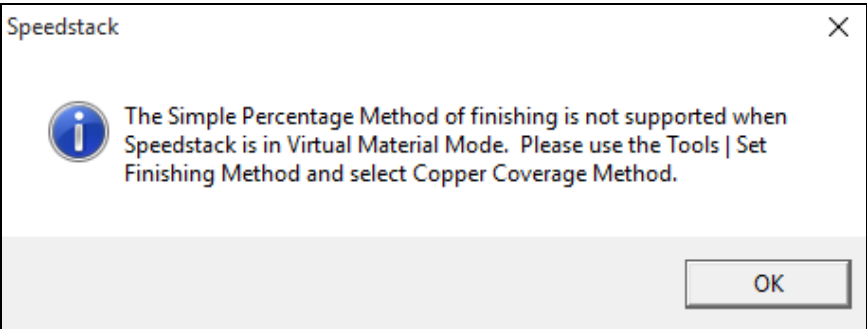 Speedstack
The Simple Percentage Method of finishing is not supported when
Speedstack is in Virtual Material Mode.  Please use the Tools | Set
Finishing Method and select Copper Coverage Method.
OK